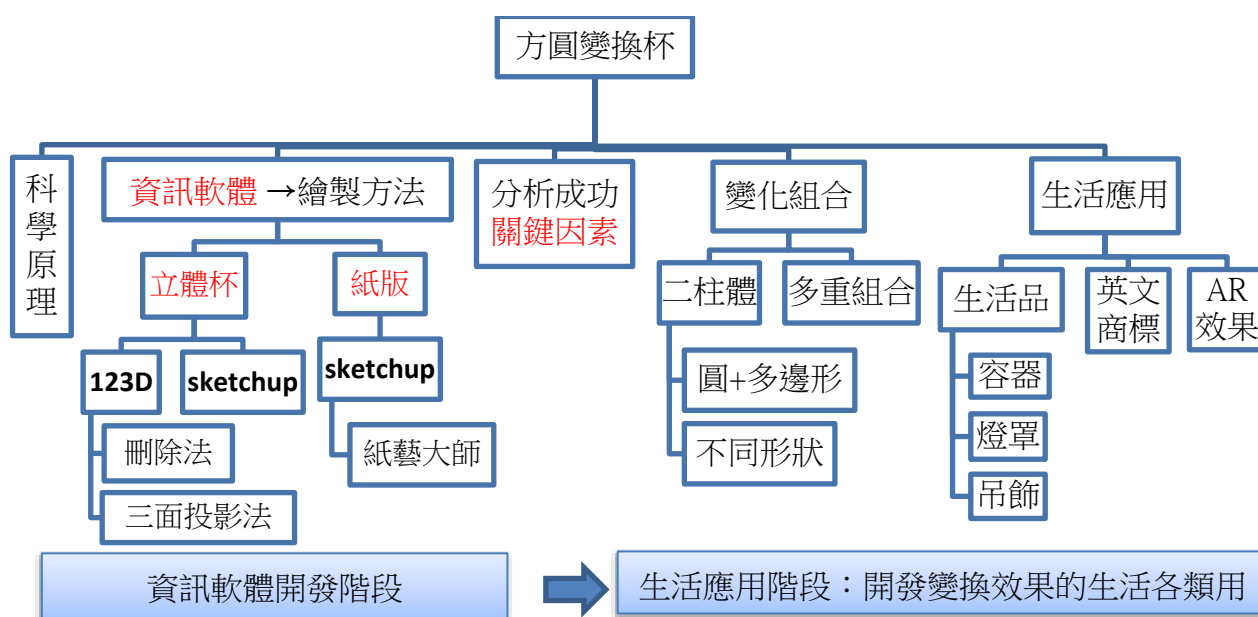 方圓變換杯
科
學
原
理
資訊軟體→繪製方法
分析成功
關鍵因素
變化組合
生活應用
立體杯
紙版
二柱體
多重組合
生活品
英文
商標
AR
效果
123D
sketchup
sketchup
圓+多邊形
容器
刪除法
紙藝大師
不同形狀
燈罩
三面投影法
吊飾
資訊軟體開發階段
生活應用階段：開發變換效果的生活各類用